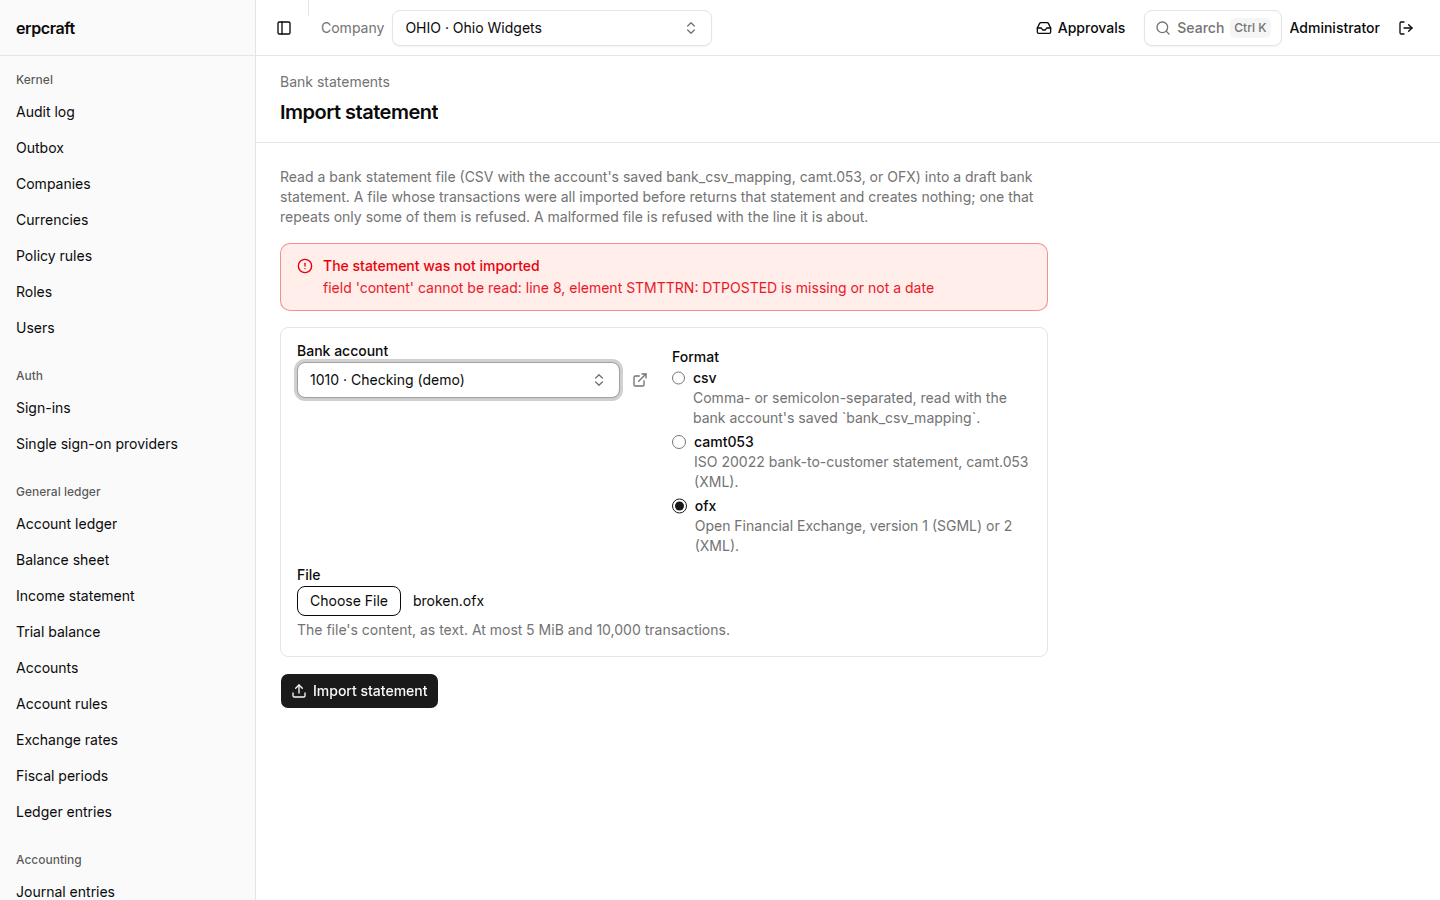 erpcraft
Company
OHIO · Ohio Widgets
Approvals
Search Ctrl K
Administrator
Kernel
Audit log
Outbox
Companies
Currencies
Policy rules
Roles
Users
Auth
Sign-ins
Single sign-on providers
General ledger
Account ledger
Balance sheet
Income statement
Trial balance
Accounts
Account rules
Exchange rates
Fiscal periods
Ledger entries
Accounting
Journal entries
Bank statements
Import statement
Read a bank statement file (CSV with the account's saved bank_csv_mapping, camt.053, or OFX) into a draft bank
statement. A file whose transactions were all imported before returns that statement and creates nothing; one that
repeats only some of them is refused. A malformed file is refused with the line it is about.
The statement was not imported
field 'content' cannot be read: line 8, element STMTTRN: DTPOSTED is missing or not a date
Bank account
1010 · Checking (demo)
Format
csv
Comma- or semicolon-separated, read with the
bank account's saved `bank_csv_mapping`.
camt053
ISO 20022 bank-to-customer statement, camt.053
(XML).
ofx
Open Financial Exchange, version 1 (SGML) or 2
(XML).
File
Choose File broken.ofx
The file's content, as text. At most 5 MiB and 10,000 transactions.
Import statement